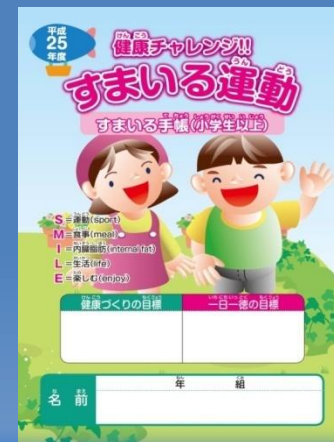 平成
25
年度
健康チャレンジ!!
すまいる運動
すまいる手帳(小学生以上)
S=運動(sport)
M=食事(meal)
I=内臓脂肪(internal fat)
L=生活(life)
E=楽しむ(enjoy)
健康づくりの目標 一日一徳の目標
年 組
名前